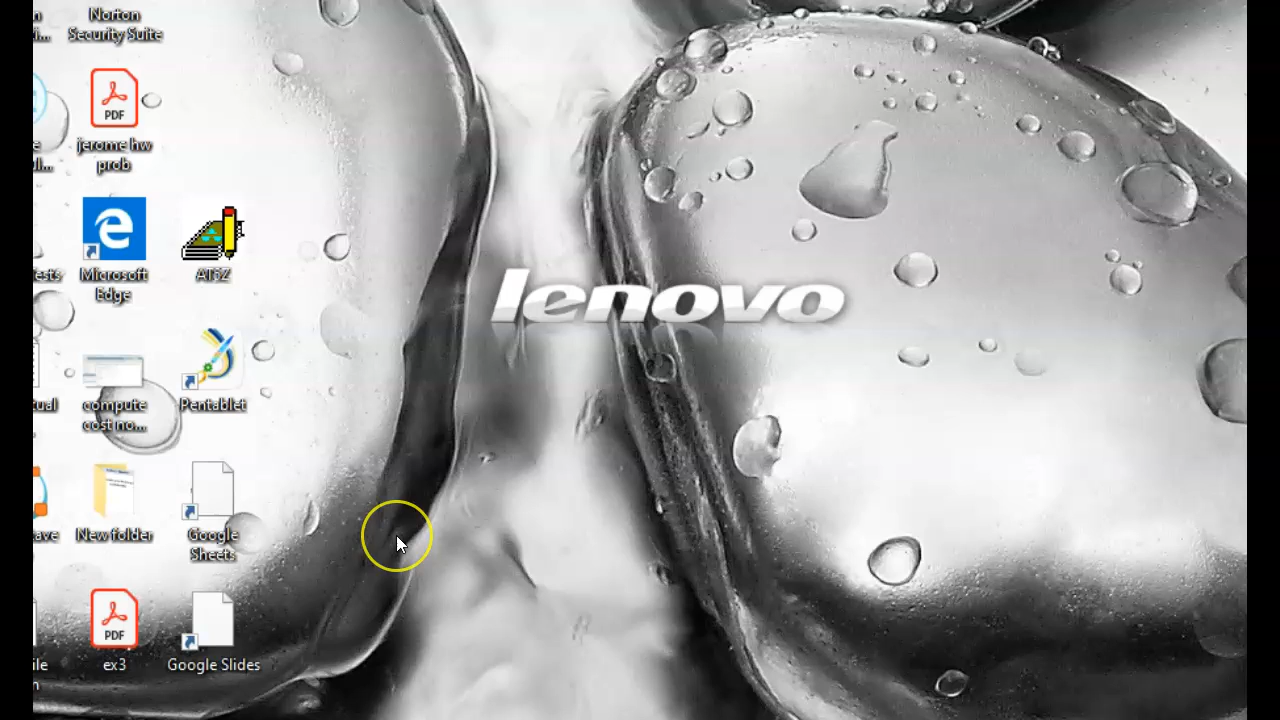 Norton
Security Suite
PDF
jerome hw
prob
Microsoft
Edge
AT5Z
compute
cost no...
Pentablet
New folder
Google
Sheets
PDF
ex3
Google Slides
lenovo